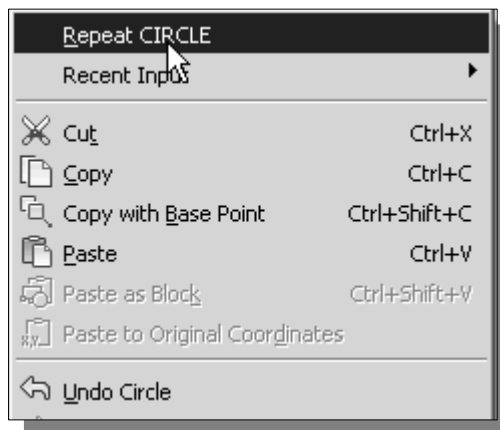 Repeat CIRCLE
Recent Input
Cut Ctrl+X
Copy Ctrl+C
Copy with Base Point Ctrl+Shift+C
Paste Ctrl+V
Paste as Block Ctrl+Shift+V
Paste to Original Coordinates
Undo Circle